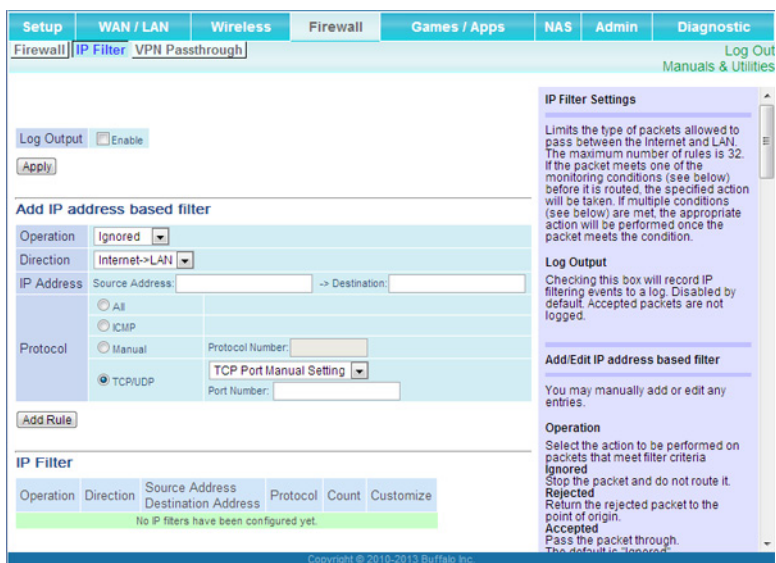 Setup WAN / LAN Wireless Firewall Games / Apps NAS Admin Diagnostic
Firewall IP Filter VPN Passthrough
Log Out
Manuals & Utilities
Log Output Enable
Apply
Add IP address based filter
Operation Ignored
Direction Internet->LAN
IP Address Source Address: -> Destination:
Protocol
All
ICMP
Manual Protocol Number:
TCP/UDP TCP Port Manual Setting
Port Number:
Add Rule
IP Filter
Operation Direction Source Address Destination Address Protocol Count Customize
No IP filters have been configured yet.
IP Filter Settings
Limits the type of packets allowed to
pass between the Internet and LAN.
The maximum number of rules is 32.
If the packet meets one of the
monitoring conditions (see below)
before it is routed, the specified action
will be taken. If multiple conditions
(see below) are met, the appropriate
action will be performed once the
packet meets the condition.
Log Output
Checking this box will record IP
filtering events to a log. Disabled by
default. Accepted packets are not
logged.
Add/Edit IP address based filter
You may manually add or edit any
entries.
Operation
Select the action to be performed on
packets that meet filter criteria
Ignored
Stop the packet and do not route it.
Rejected
Return the rejected packet to the
point of origin.
Accepted
Pass the packet through.
The default is "Ignored"
Copyright © 2010-2013 Buffalo Inc.